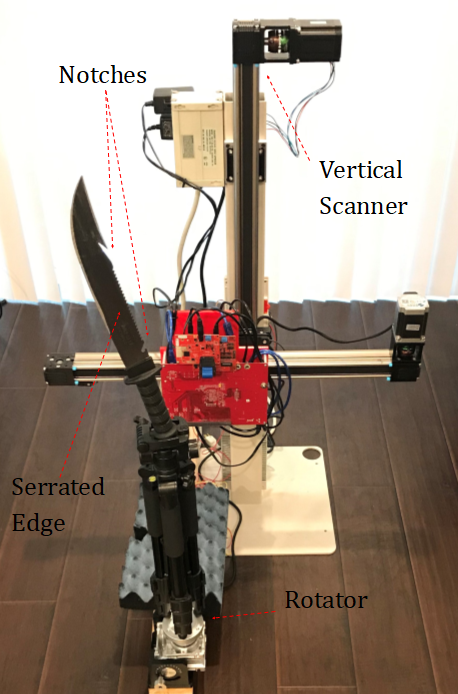 Notches
Vertical
Scanner
Serrated
Edge
Rotator